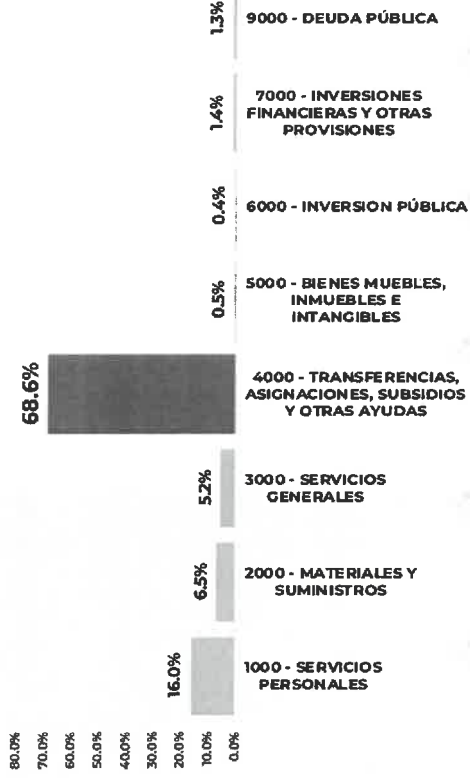 80.0%
70.0%
60.0%
50.0%
40.0%
30.0%
20.0%
10.0%
0.0%
16.0%
1000 - SERVICIOS
PERSONALES
6.5%
2000 - MATERIALES Y
SUMINISTROS
5.2%
3000 - SERVICIOS
GENERALES
68.6%
4000 - TRANSFERENCIAS,
ASIGNACIONES, SUBSIDIOS
Y OTRAS AYUDAS
0.5%
5000 - BIENES MUEBLES,
INMUEBLES E
INTANGIBLES
0.4%
6000 - INVERSION PÚBLICA
1.4%
7000 - INVERSIONES
FINANCIERAS Y OTRAS
PROVISIONES
1.3%
9000 - DEUDA PÚBLICA